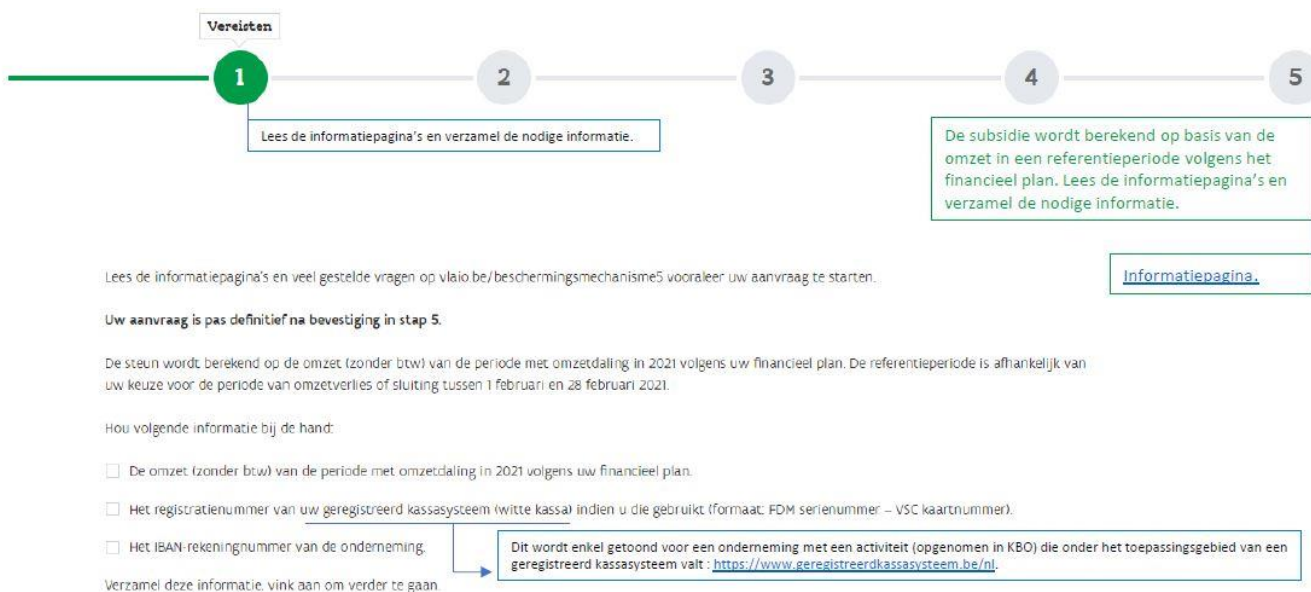 Vereisten
1
2
3
4
5
Lees de informatiepagina's en verzamel de nodige informatie.
De subsidie wordt berekend op basis van de
omzet in een referentieperiode volgens het
financieel plan. Lees de informatiepagina's en
verzamel de nodige informatie.
Lees de informatiepagina's en veel gestelde vragen op vlaio.be/beschermingsmechanisme5 vooraleer uw aanvraag te starten.
Informatiepagina.
Uw aanvraag is pas definitief na bevestiging in stap 5.
De steun wordt berekend op de omzet (zonder btw) van de periode met omzetdaling in 2021 volgens uw financieel plan. De referentieperiode is afhankelijk van
uw keuze voor de periode van omzetverlies of sluiting tussen 1 februari en 28 februari 2021.
Hou volgende informatie bij de hand:
De omzet (zonder btw) van de periode met omzetdaling in 2021 volgens uw financieel plan.
Het registratienummer van uw geregistreerd kassasysteem (witte kassa) indien u die gebruikt (formaat: FDM serienummer – VSC kaartnummer).
Het IBAN-rekeningnummer van de onderneming.
Dit wordt enkel getoond voor een onderneming met een activiteit (opgenomen in KBO) die onder het toepassingsgebied van een
geregistreerd kassasysteem valt : https://www.geregistreerdkassasysteem.be/nl.
Verzamel deze informatie, vink aan om verder te gaan.